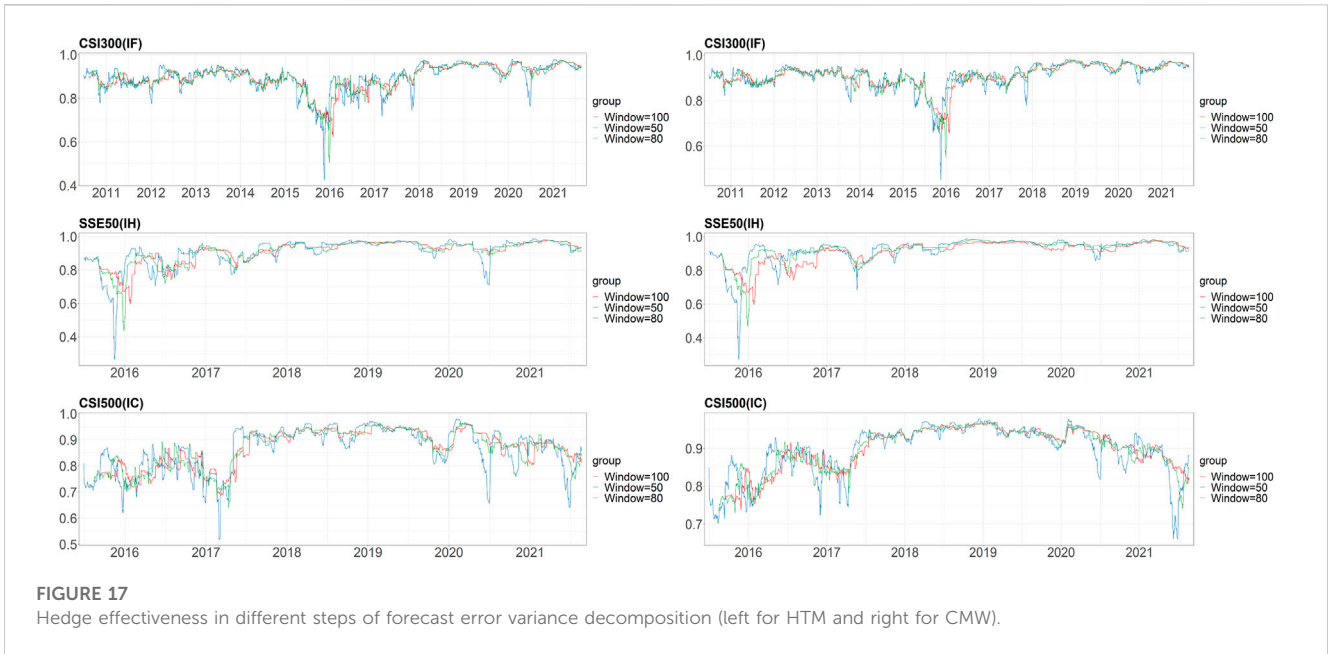 CSI300(IF)
1.0
0.8
0.6
0.4
2011 2012 2013 2014 2015 2016 2017 2018 2019 2020 2021
group
Window=100
Window=50
Window=80
CSI300(IF)
1.0
0.8
0.6
2011 2012 2013 2014 2015 2016 2017 2018 2019 2020 2021
group
Window=100
Window=50
Window=80
SSE50(IH)
1.0
0.8
0.6
0.4
2016 2017 2018 2019 2020 2021
group
Window=100
Window=50
Window=80
SSE50(IH)
1.0
0.8
0.6
0.4
2016 2017 2018 2019 2020 2021
group
Window=100
Window=50
Window=80
CSI500(IC)
1.0
0.9
0.8
0.7
0.6
0.5
2016 2017 2018 2019 2020 2021
group
Window=100
Window=50
Window=80
CSI500(IC)
0.9
0.8
0.7
2016 2017 2018 2019 2020 2021
group
Window=100
Window=50
Window=80
FIGURE 17
Hedge effectiveness in different steps of forecast error variance decomposition (left for HTM and right for CMW).